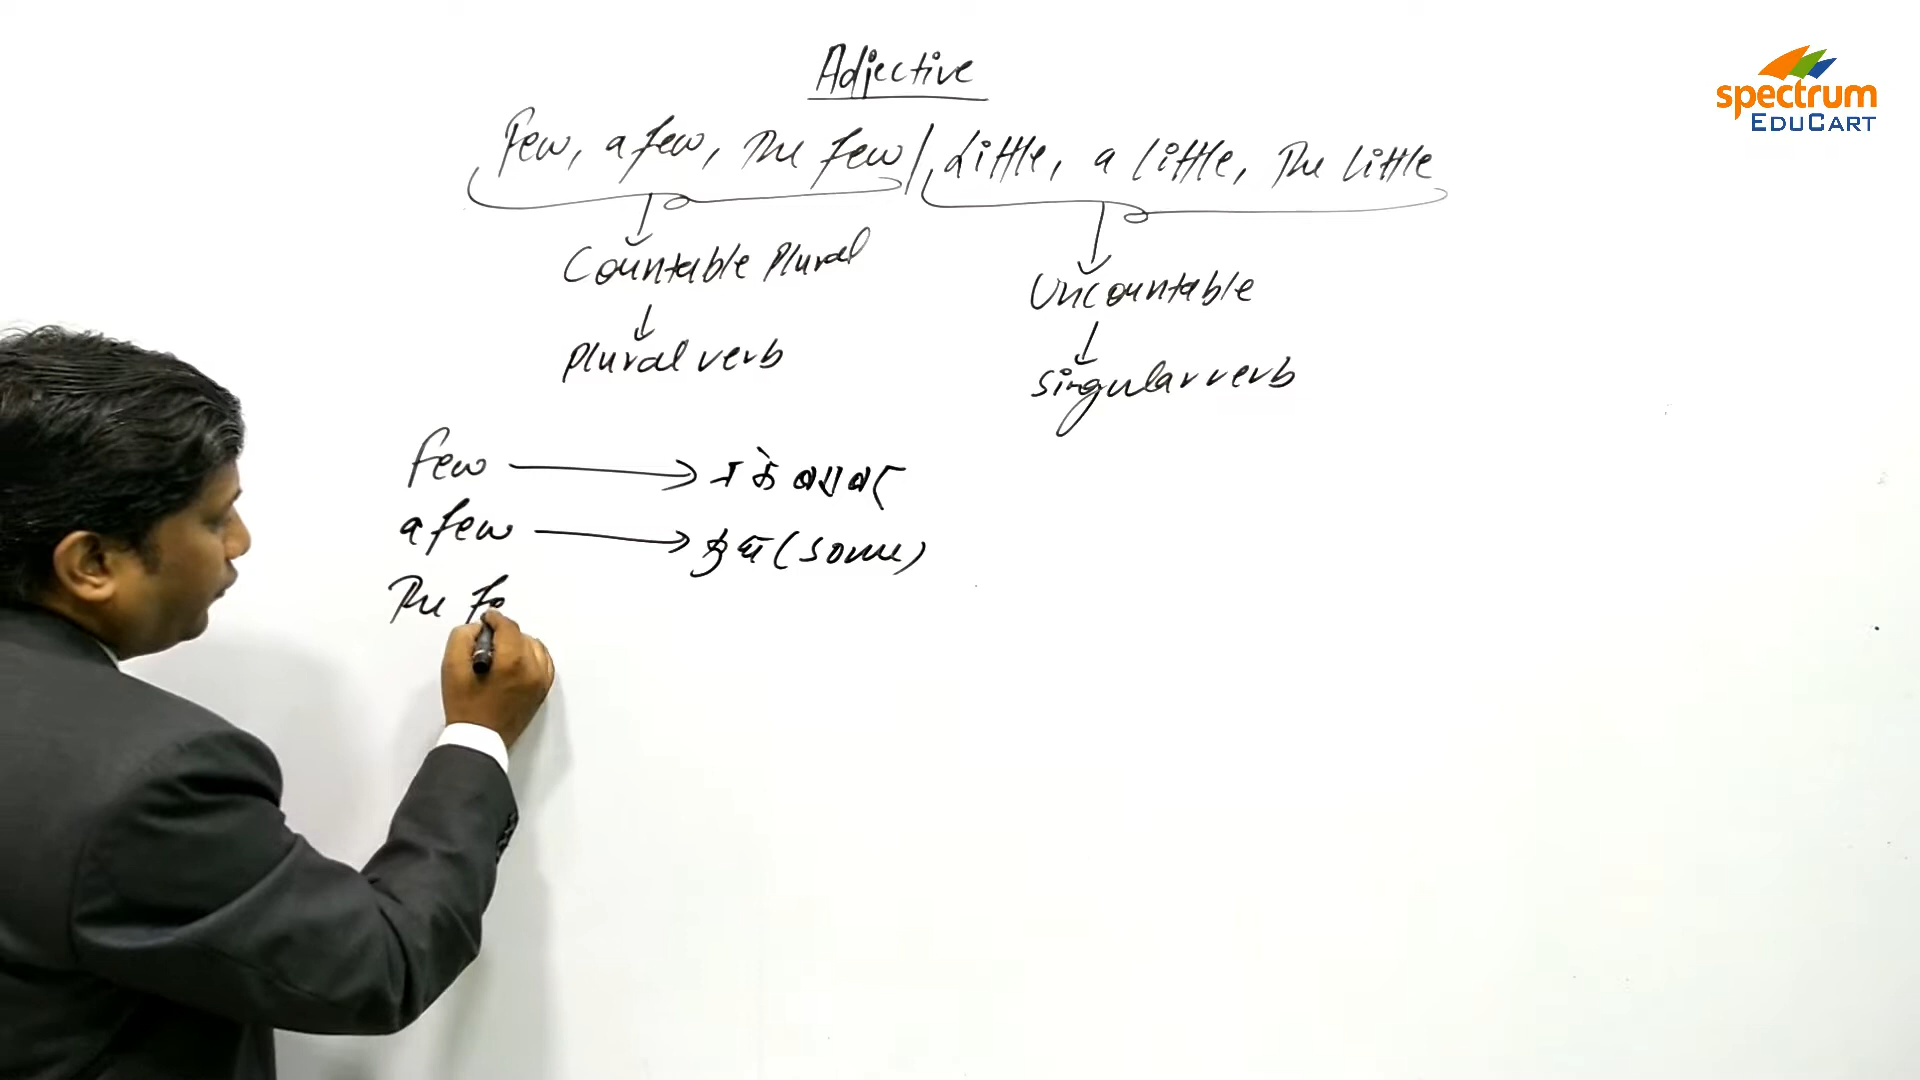 Adjective
spectrum
EDUCART
Few, a few, The few / Little, a little, The little
Countable Plural
Uncountable
Plural verb
Singular verb
few → न के बराबर
a few → कुछ (some)
The fe